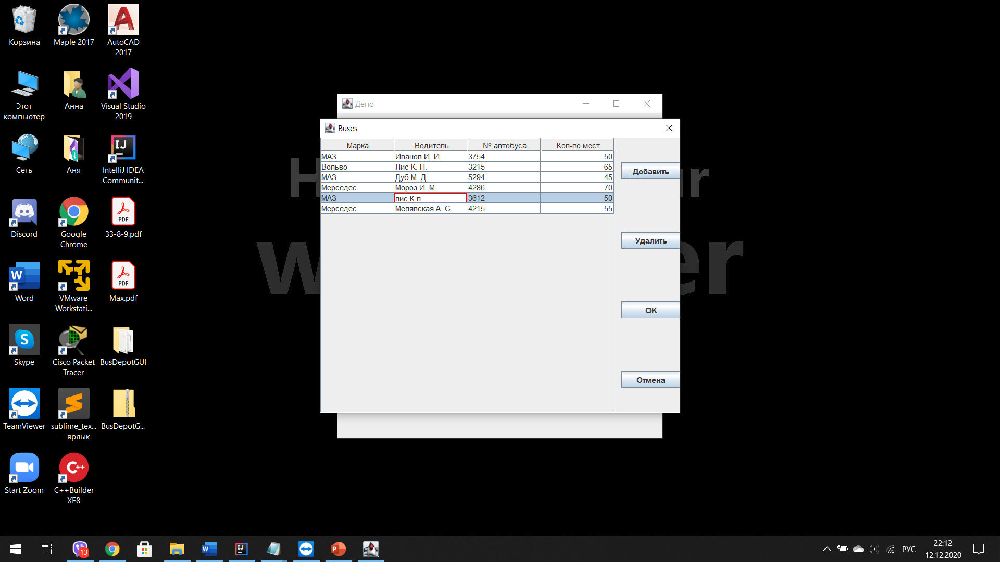 Корзина
Maple 2017
AutoCAD
2017
Этот
компьютер
Анна
Visual Studio
2019
Сеть
Аня
IntelliJ IDEA
Communit...
Discord
Google
Chrome
33-8-9.pdf
Word
VMware
Workstati...
Max.pdf
Skype
Cisco Packet
Tracer
BusDepotGUI
TeamViewer
sublime_tex...
— ярлык
BusDepotG...
Start Zoom
C++Builder
XE8
Депо
Buses
Марка Водитель № автобуса Кол-во мест
МАЗ Иванов И. И. 3754 50
Вольво Лис К. П. 3215 65
МАЗ Дуб М. Д. 5294 45
Мерседес Мороз И. М. 4286 70
МАЗ лис К.п. 3612 50
Мерседес Мелявская А. С. 4215 55
Добавить
Удалить
OK
Отмена
13
РУС
22:12
12.12.2020